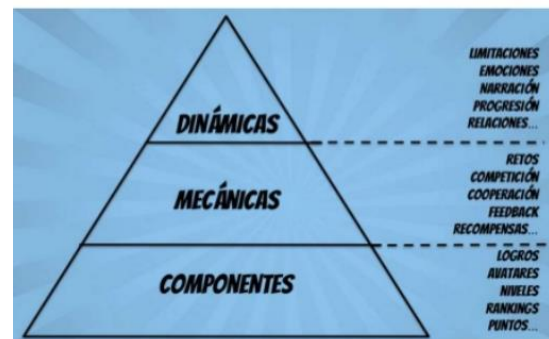 LIMITACIONES
EMOCIONES
NARRACIÓN
PROGRESIÓN
RELACIONES...
DINÁMICAS
RETOS
COMPETICIÓN
COOPERACIÓN
FEEDBACK
RECOMPENSAS...
MECÁNICAS
LOGROS
AVATARES
NIVELES
RANKINGS
PUNTOS...
COMPONENTES